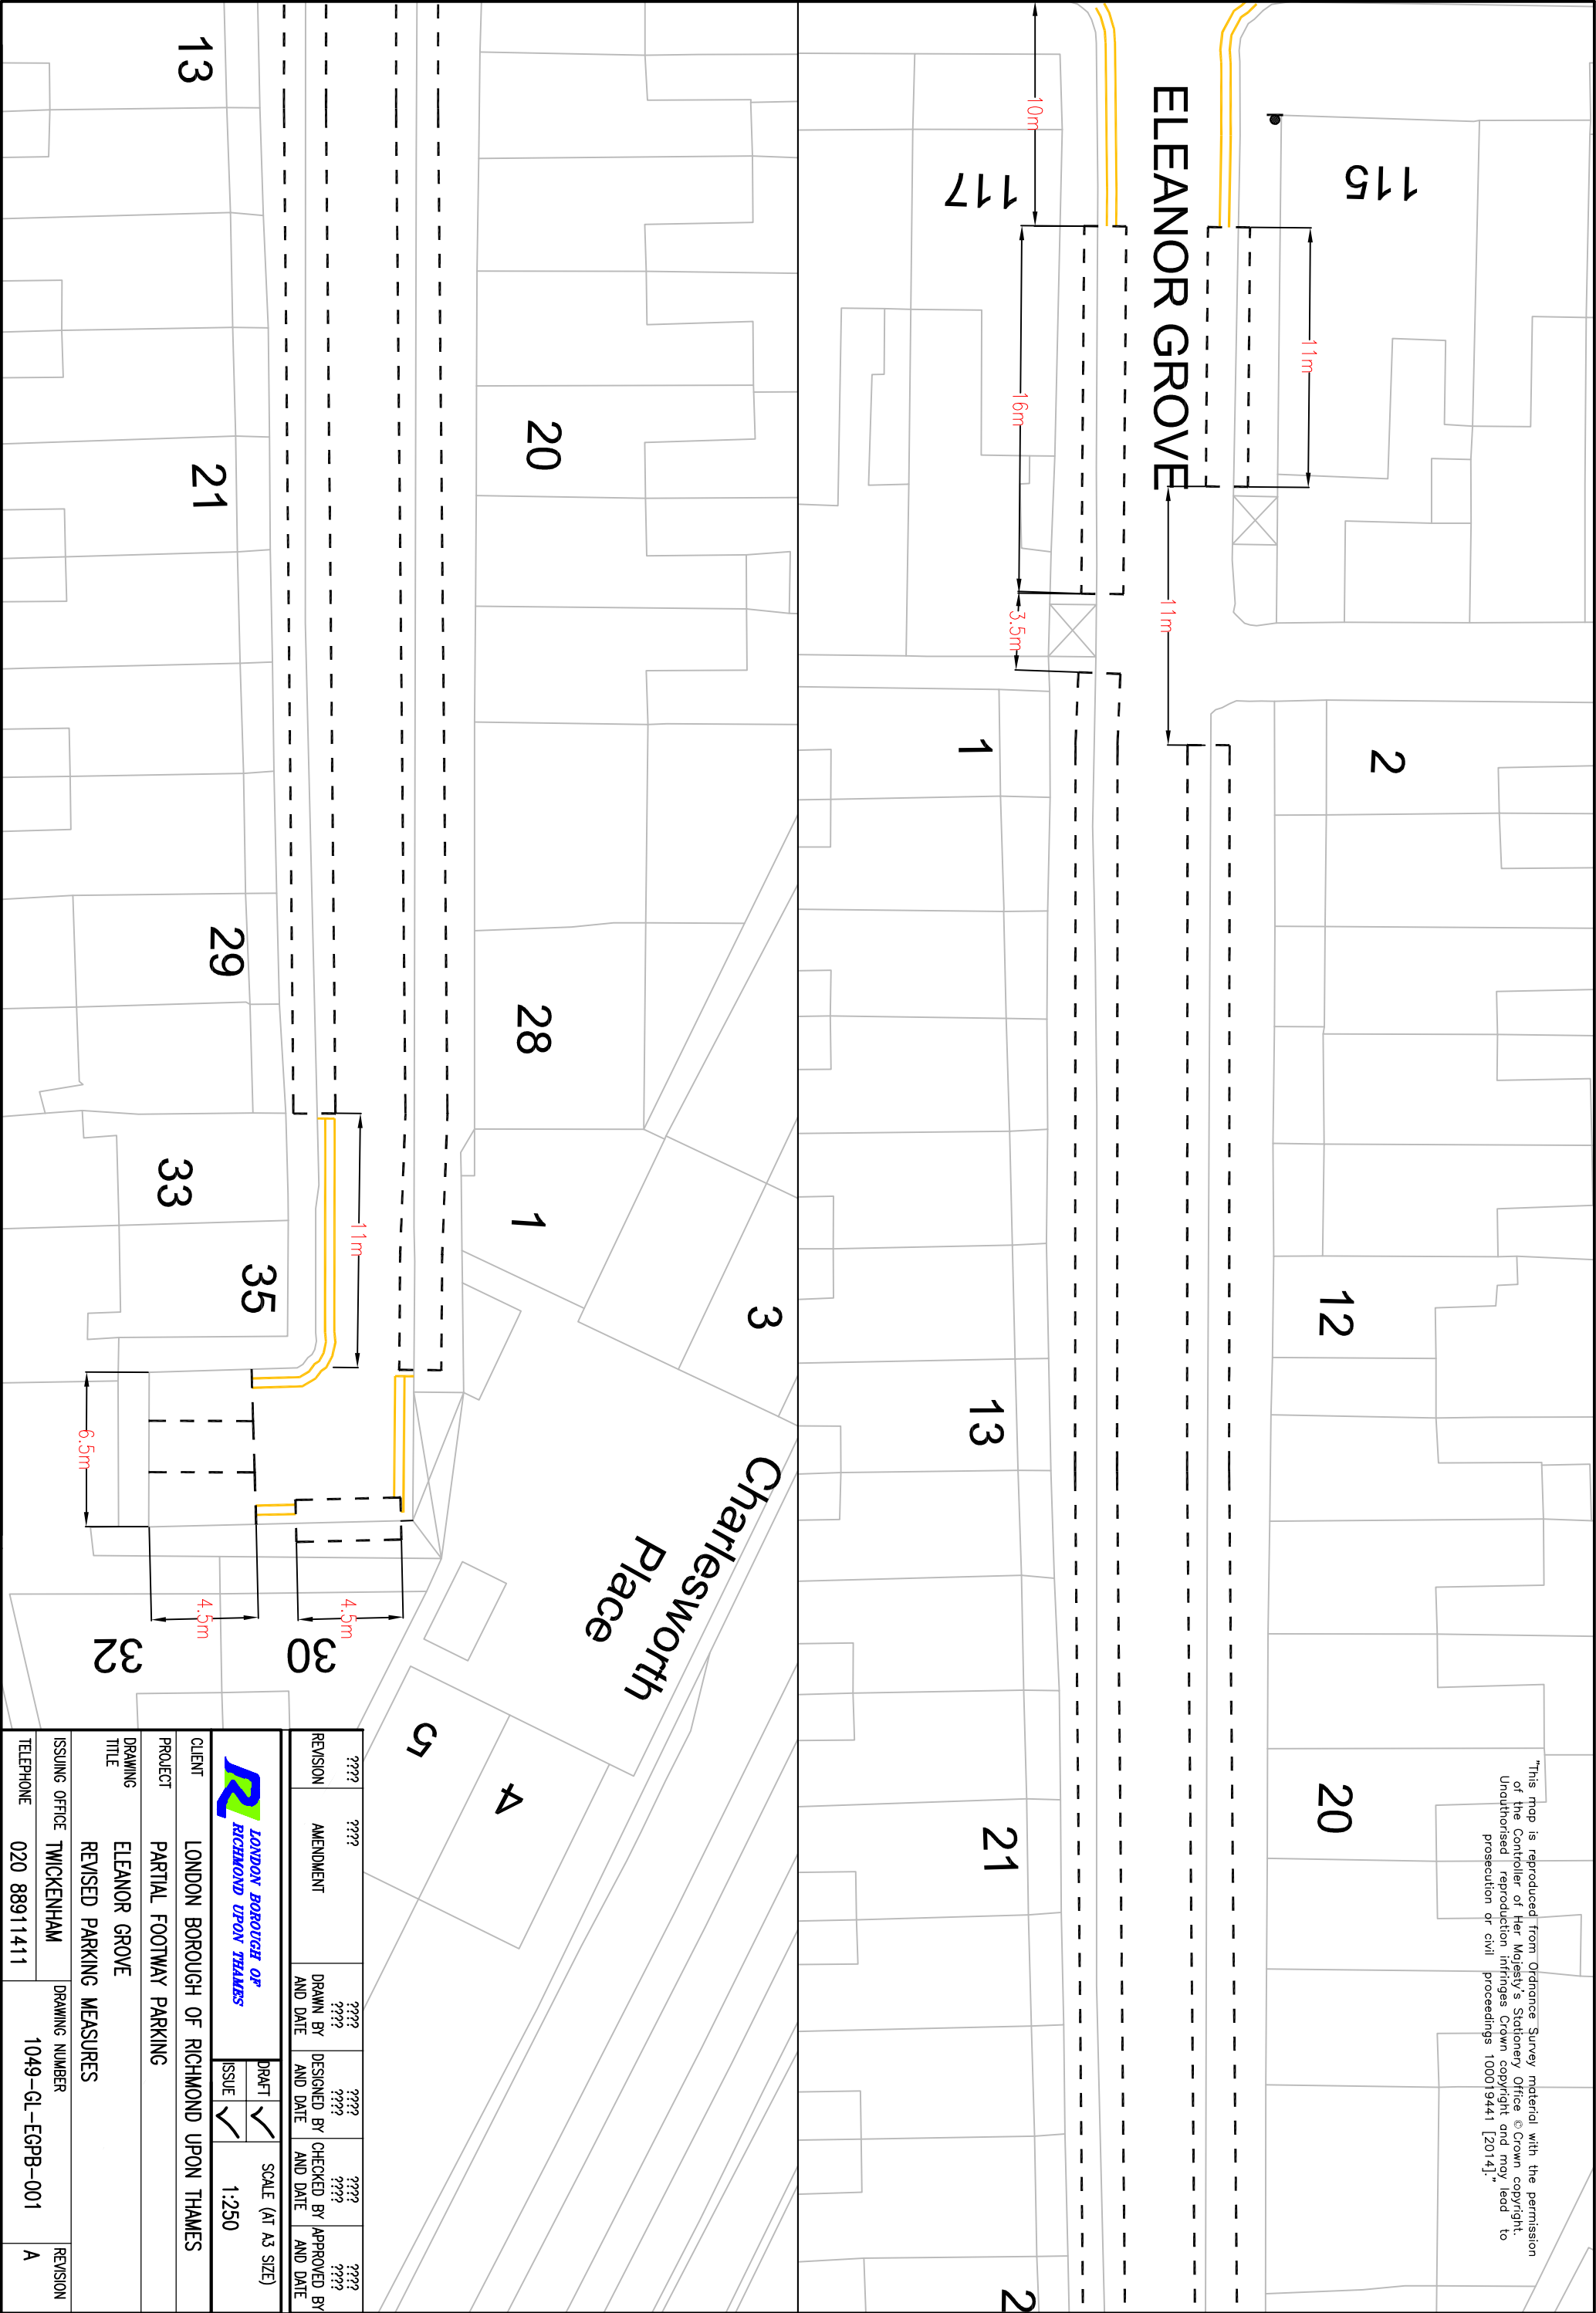 ELEANOR GROVE
115
117
10m
11m
16m
11m
3.5m
1
2
12
13
20
21
2
"This map is reproduced from Ordnance Survey material with the permission
of the Controller of Her Majesty's Stationery Office © Crown copyright.
Unauthorised reproduction infringes Crown copyright and may lead to
prosecution or civil proceedings 100019441 [2014]."
13
20
21
28
29
33
35
1
3
Charlesworth
Place
5
4
11m
6.5m
4.5m
4.5m
30
32
???? ???? ???? ???? ???? ????
???? ???? ???? ????
REVISION AMENDMENT DRAWN BY AND DATE DESIGNED BY AND DATE CHECKED BY AND DATE APPROVED BY AND DATE
LONDON BOROUGH OF
RICHMOND UPON THAMES
DRAFT ✓
ISSUE ✓
SCALE (AT A3 SIZE)
1:250
CLIENT LONDON BOROUGH OF RICHMOND UPON THAMES
PROJECT PARTIAL FOOTWAY PARKING
DRAWING TITLE ELEANOR GROVE
REVISED PARKING MEASURES
ISSUING OFFICE TWICKENHAM
TELEPHONE 020 88911411
DRAWING NUMBER
1049-GL-EGPB-001
REVISION
A